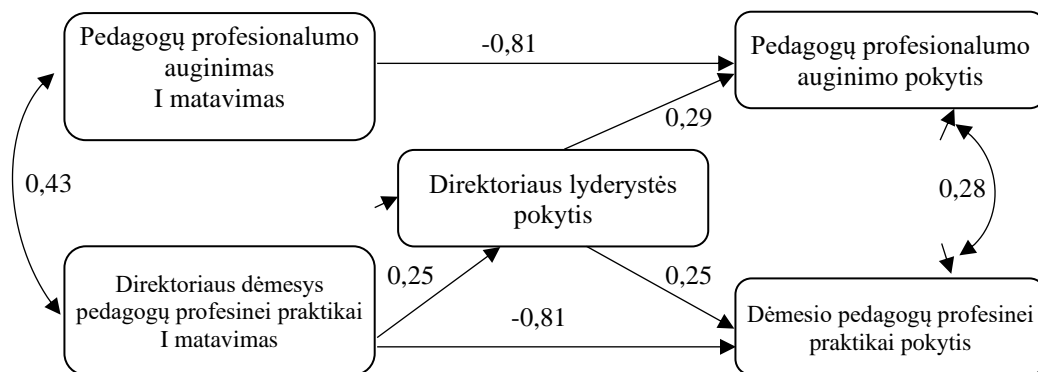 Pedagogų profesionalumo
auginimas
I matavimas
-0,81
Pedagogų profesionalumo
auginimo pokytis
0,29
0,43
Direktoriaus lyderystės
pokytis
0,28
Direktoriaus dėmesys
pedagogų profesinei praktikai
I matavimas
0,25
0,25
-0,81
Dėmesio pedagogų profesinei
praktikai pokytis